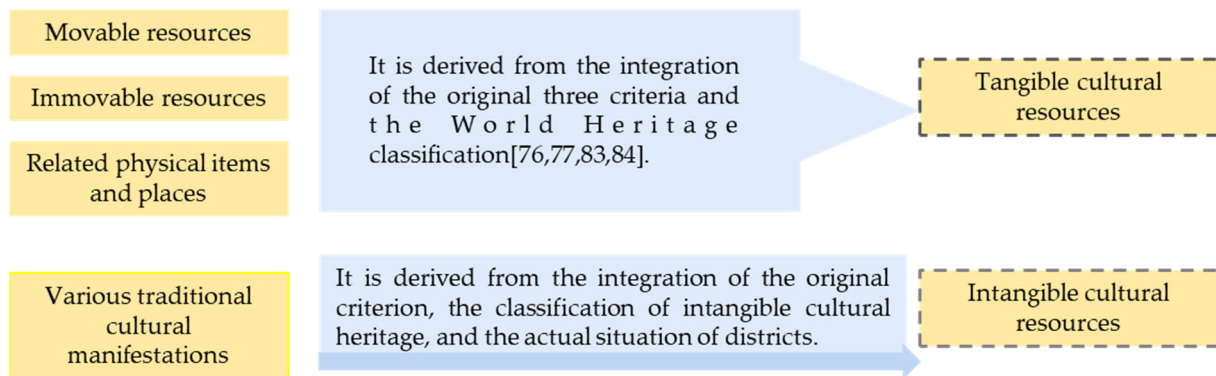 Movable resources
Immovable resources
Related physical items
and places
It is derived from the integration
of the original three criteria and
the World Heritage
classification[76,77,83,84].
Tangible cultural
resources
Various traditional
cultural
manifestations
It is derived from the integration of the original
criterion, the classification of intangible cultural
heritage, and the actual situation of districts.
Intangible cultural
resources